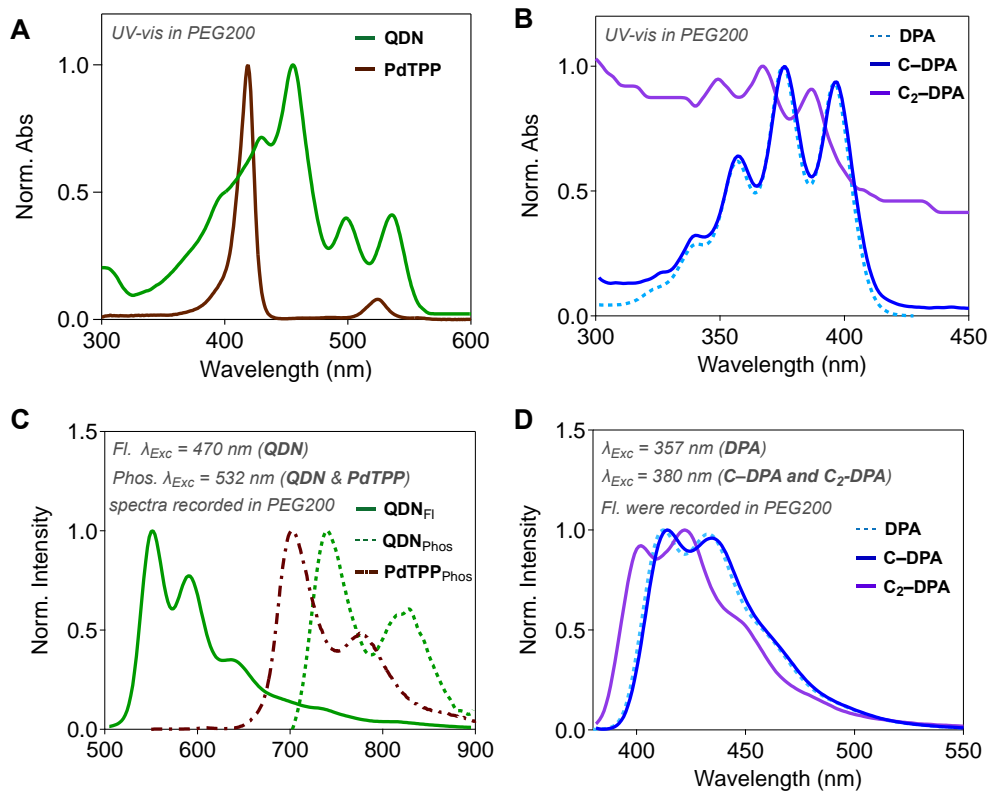 A
UV-vis in PEG200
QDN
PdTPP
1.0
0.5
0.0
Norm. Abs
300
400
500
600
Wavelength (nm)
B
UV-vis in PEG200
DPA
C–DPA
C₂–DPA
1.0
0.5
0.0
Norm. Abs
300
350
400
450
Wavelength (nm)
C
Fl. λExc = 470 nm (QDN)
Phos. λExc = 532 nm (QDN & PdTPP)
spectra recorded in PEG200
QDNFl
QDNPhos
PdTPPPhos
1.5
1.0
0.5
0.0
Norm. Intensity
500
600
700
800
900
D
λExc = 357 nm (DPA)
λExc = 380 nm (C–DPA and C₂-DPA)
Fl. were recorded in PEG200
DPA
C–DPA
C₂–DPA
1.5
1.0
0.5
0.0
Norm. Intensity
400
450
500
550
Wavelength (nm)